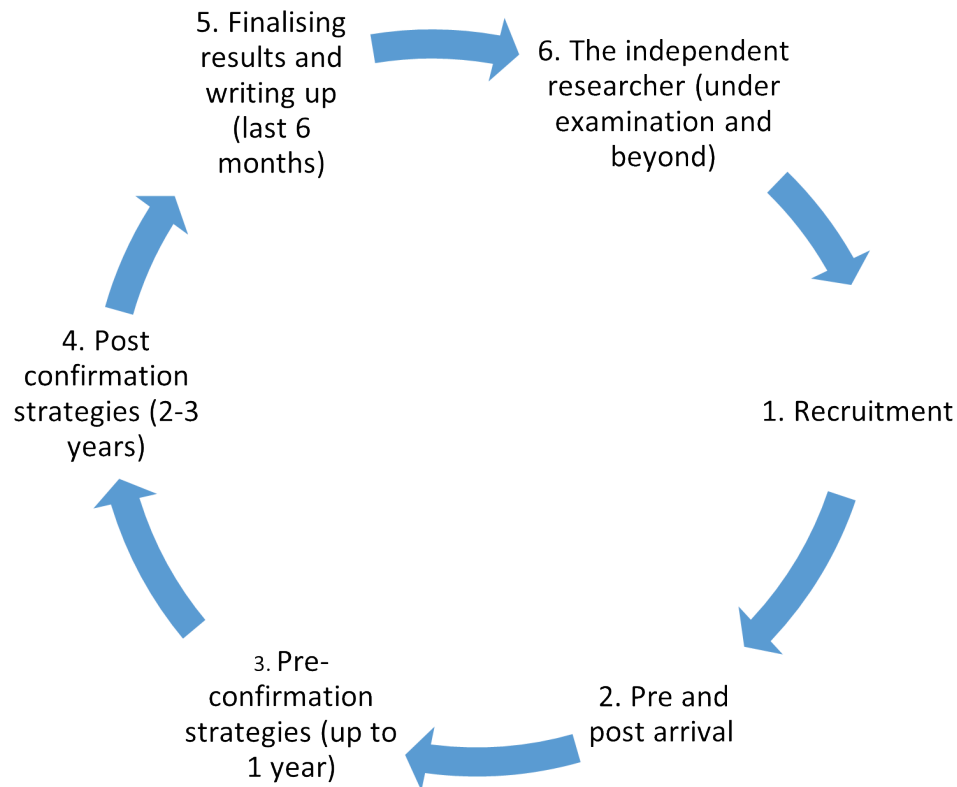 5. Finalising
results and
writing up
(last 6
months)
6. The independent
researcher (under
examination and
beyond)
4. Post
confirmation
strategies (2-3
years)
1. Recruitment
3. Pre-
confirmation
strategies (up to
1 year)
2. Pre and
post arrival